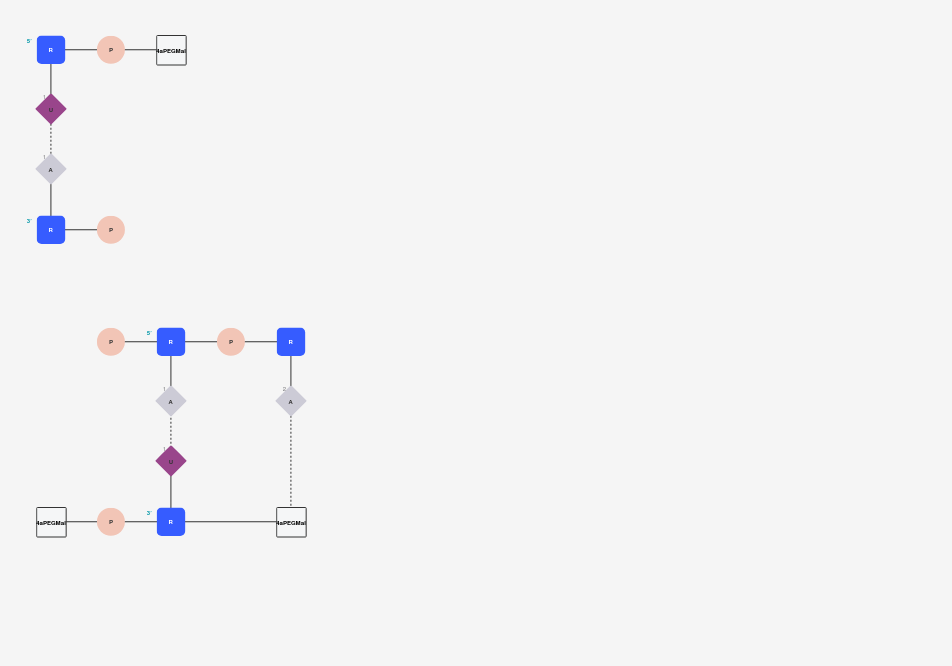 5' R P 4aPEGMal
1
U
1
A
3' R P
P 5' R P R
1 2
A A
1
U
4aPEGMal P 3' R 4aPEGMal